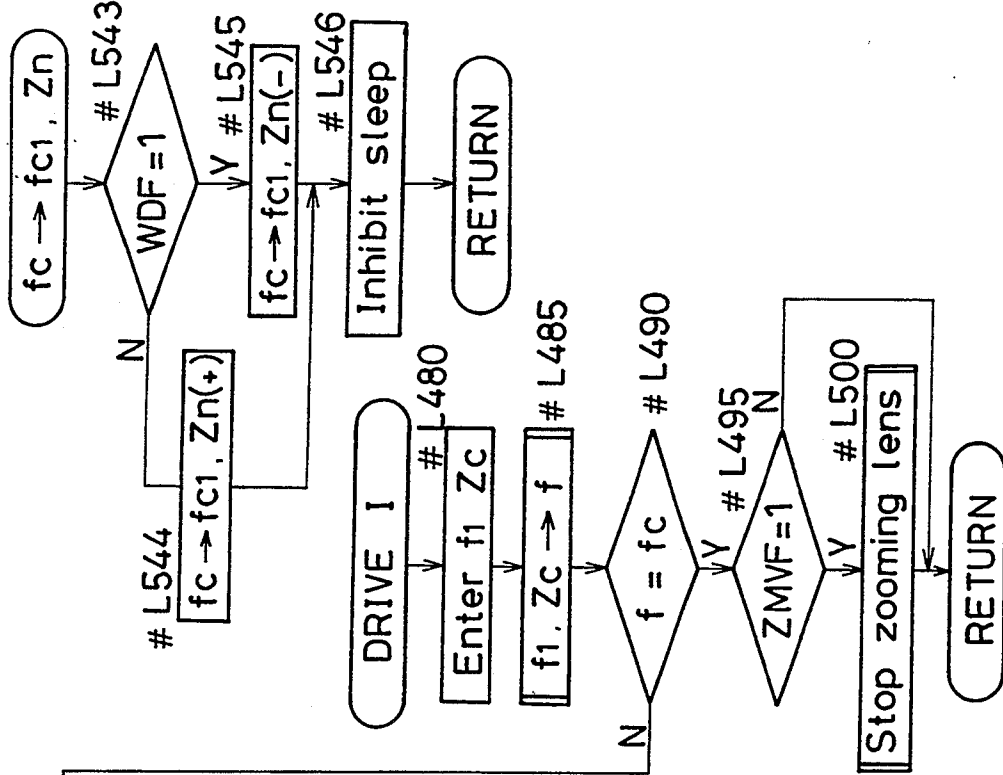 fc → fc1, Zn
# L543
WDF=1
N
Y
# L544
fc→fc1, Zn(+)
# L545
fc→fc1, Zn(-)
# L546
Inhibit sleep
RETURN
DRIVE I
# L480
Enter f1 Zc
# L485
f1, Zc → f
# L490
f = fc
N
Y
# L495
ZMVF=1
N
Y
# L500
Stop zooming lens
RETURN